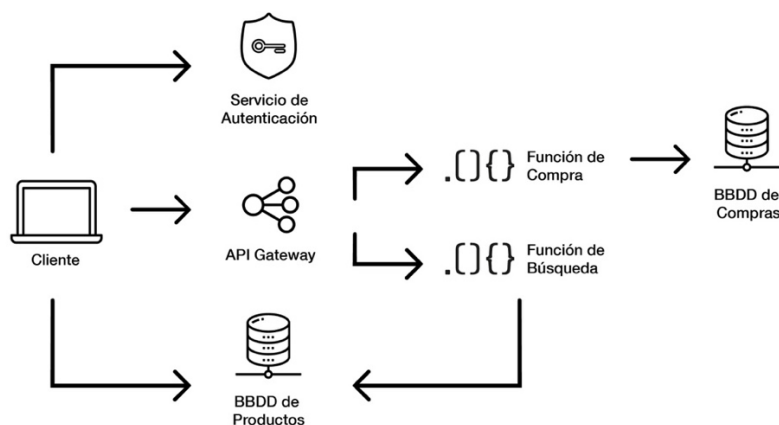 Servicio de
Autenticación
Cliente
API Gateway
.(){}
Función de
Compra
BBDD de
Compras
.(){}
Función de
Búsqueda
BBDD de
Productos